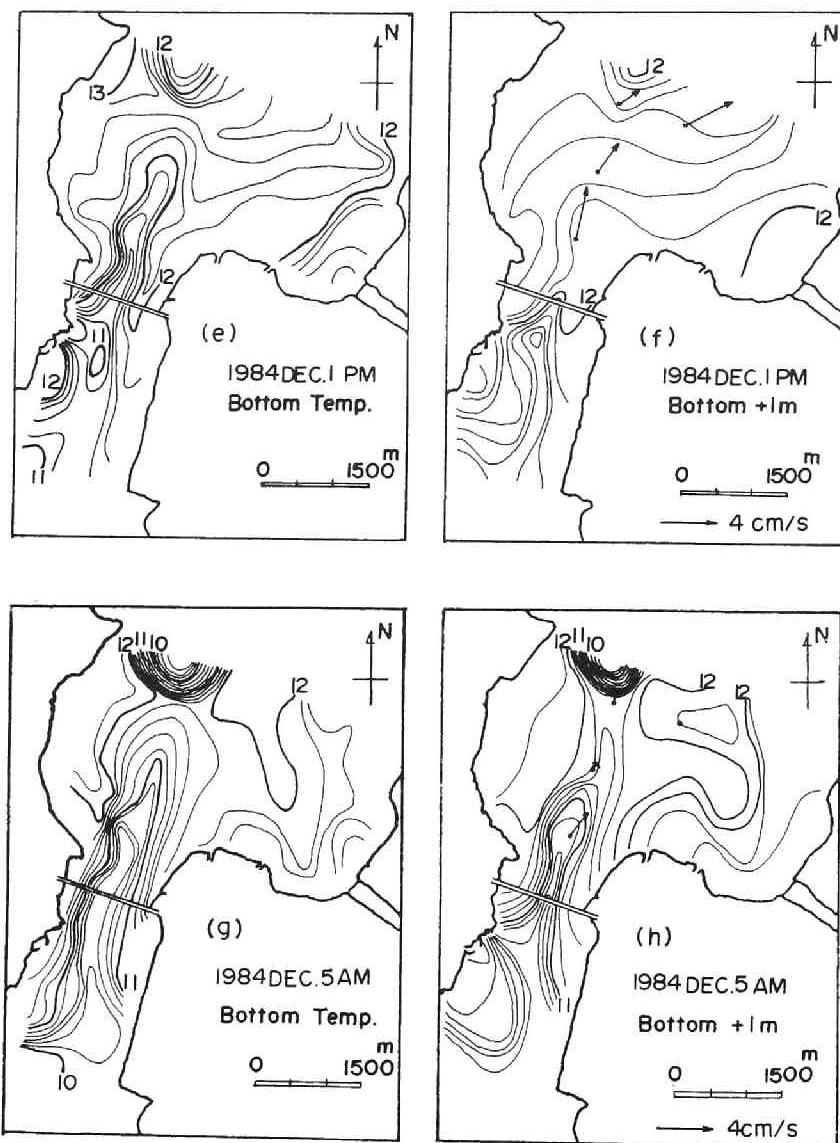 12
N
13
12
12
(e)
11
1984 DEC. 1 PM
12
Bottom Temp.
m
0 1500
11
12
N
12
12
(f)
1984 DEC. 1 PM
Bottom +1m
m
0 1500
4 cm/s
12 11 10
N
12
(g)
11
1984 DEC. 5 AM
Bottom Temp.
m
0 1500
10
12 11 10
N
12
12
(h)
1984 DEC. 5 AM
11
Bottom +1m
m
0 1500
4cm/s